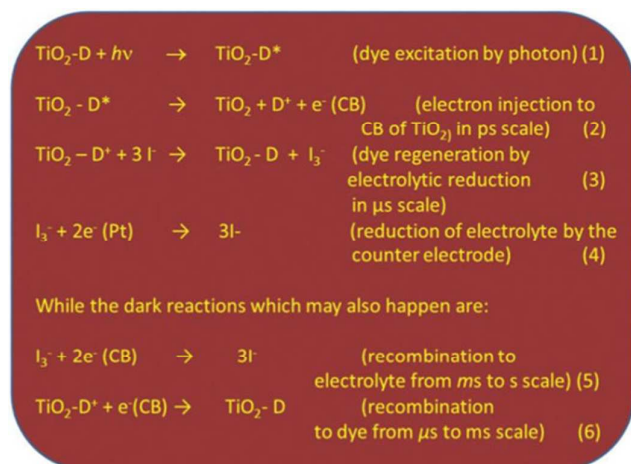 TiO₂-D + hν → TiO₂-D* (dye excitation by photon) (1)
TiO₂ - D* → TiO₂ + D⁺ + e⁻ (CB) (electron injection to
CB of TiO₂) in ps scale) (2)
TiO₂ – D⁺ + 3 I⁻ → TiO₂ - D + I₃⁻ (dye regeneration by
electrolytic reduction (3)
in μs scale)
I₃⁻ + 2e⁻ (Pt) → 3I- (reduction of electrolyte by the
counter electrode) (4)
While the dark reactions which may also happen are:
I₃⁻ + 2e⁻ (CB) → 3I⁻ (recombination to
electrolyte from ms to s scale) (5)
TiO₂-D⁺ + e⁻(CB) → TiO₂- D (recombination
to dye from μs to ms scale) (6)